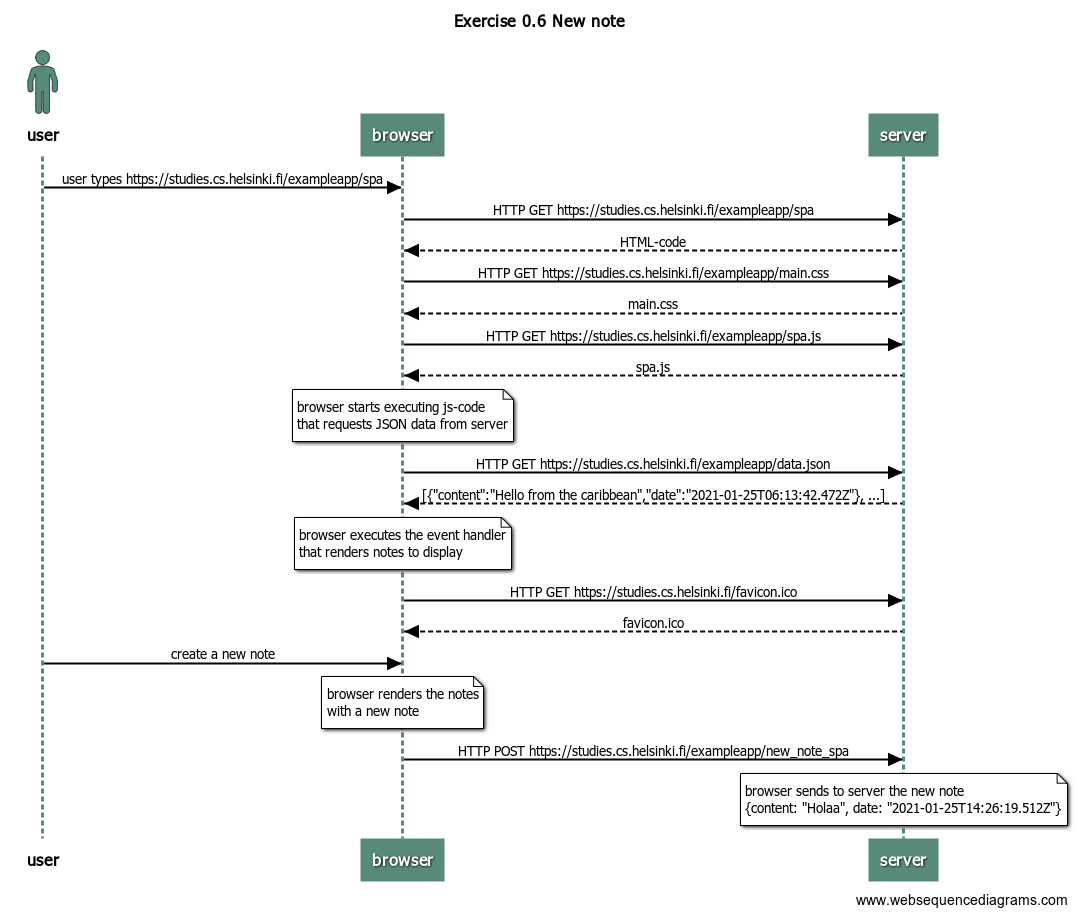 Exercise 0.6 New note
user
browser
server
user types https://studies.cs.helsinki.fi/exampleapp/spa
HTTP GET https://studies.cs.helsinki.fi/exampleapp/spa
HTML-code
HTTP GET https://studies.cs.helsinki.fi/exampleapp/main.css
main.css
HTTP GET https://studies.cs.helsinki.fi/exampleapp/spa.js
spa.js
browser starts executing js-code
that requests JSON data from server
HTTP GET https://studies.cs.helsinki.fi/exampleapp/data.json
[{"content":"Hello from the caribbean","date":"2021-01-25T06:13:42.472Z"}, ...]
browser executes the event handler
that renders notes to display
HTTP GET https://studies.cs.helsinki.fi/favicon.ico
favicon.ico
create a new note
browser renders the notes
with a new note
HTTP POST https://studies.cs.helsinki.fi/exampleapp/new_note_spa
browser sends to server the new note
{content: "Holaa", date: "2021-01-25T14:26:19.512Z"}
user
browser
server
www.websequencediagrams.com